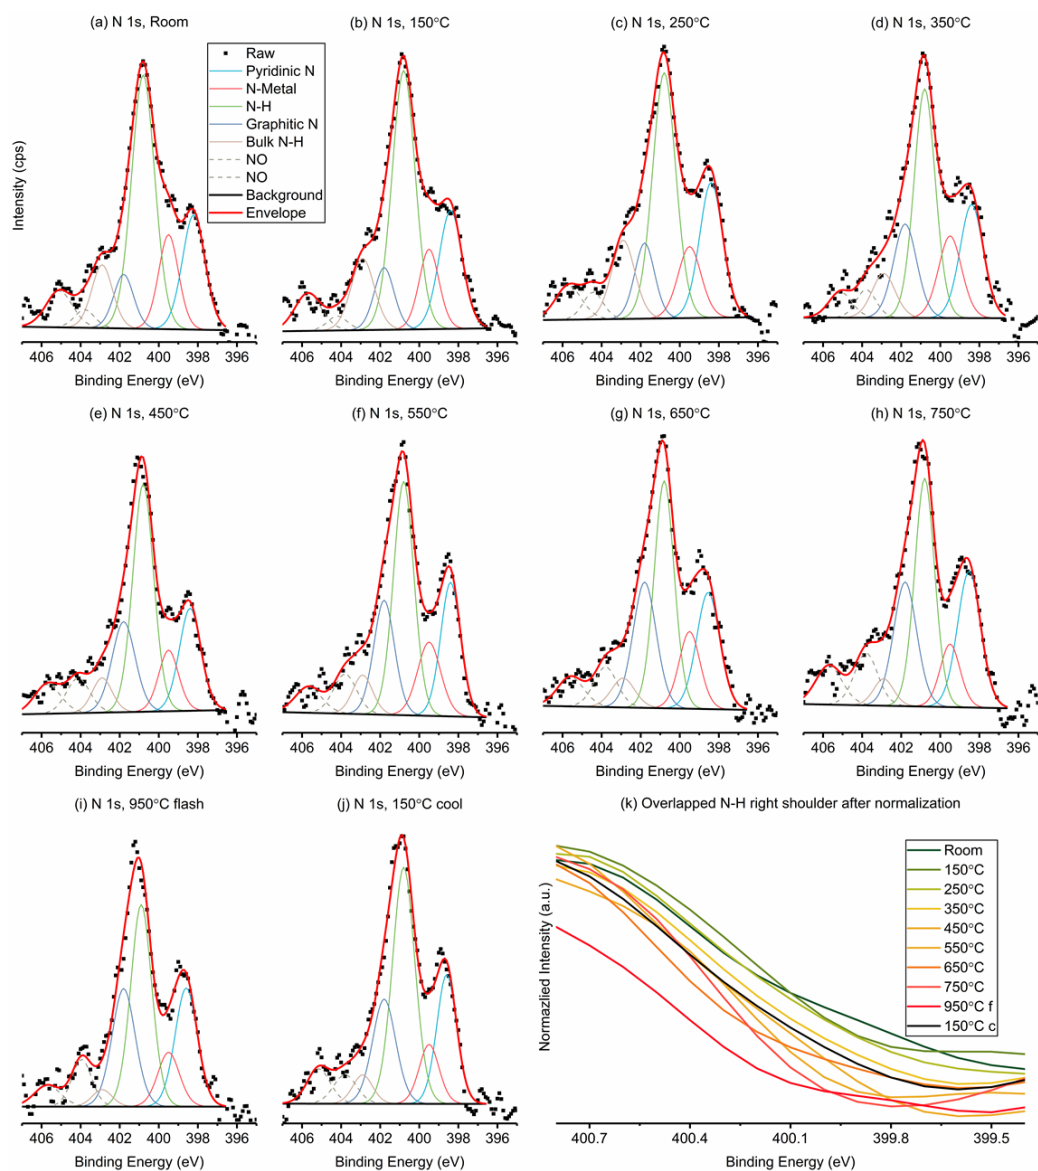 (a) N 1s, Room
(b) N 1s, 150°C
(c) N 1s, 250°C
(d) N 1s, 350°C
Raw
Pyridinic N
N-Metal
N-H
Graphitic N
Bulk N-H
NO
NO
Background
Envelope
Intensity (cps)
406 404 402 400 398 396
406 404 402 400 398 396
406 404 402 400 398 396
406 404 402 400 398 396
Binding Energy (eV)
Binding Energy (eV)
Binding Energy (eV)
Binding Energy (eV)
(e) N 1s, 450°C
(f) N 1s, 550°C
(g) N 1s, 650°C
(h) N 1s, 750°C
406 404 402 400 398 396
406 404 402 400 398 396
406 404 402 400 398 396
406 404 402 400 398 396
Binding Energy (eV)
Binding Energy (eV)
Binding Energy (eV)
Binding Energy (eV)
(i) N 1s, 950°C flash
(j) N 1s, 150°C cool
(k) Overlapped N-H right shoulder after normalization
Room
150°C
250°C
350°C
450°C
550°C
650°C
750°C
950°C f
150°C c
Normazlied Intensity (a.u.)
406 404 402 400 398 396
406 404 402 400 398 396
400.7 400.4 400.1 399.8 399.5
Binding Energy (eV)
Binding Energy (eV)
Binding Energy (eV)